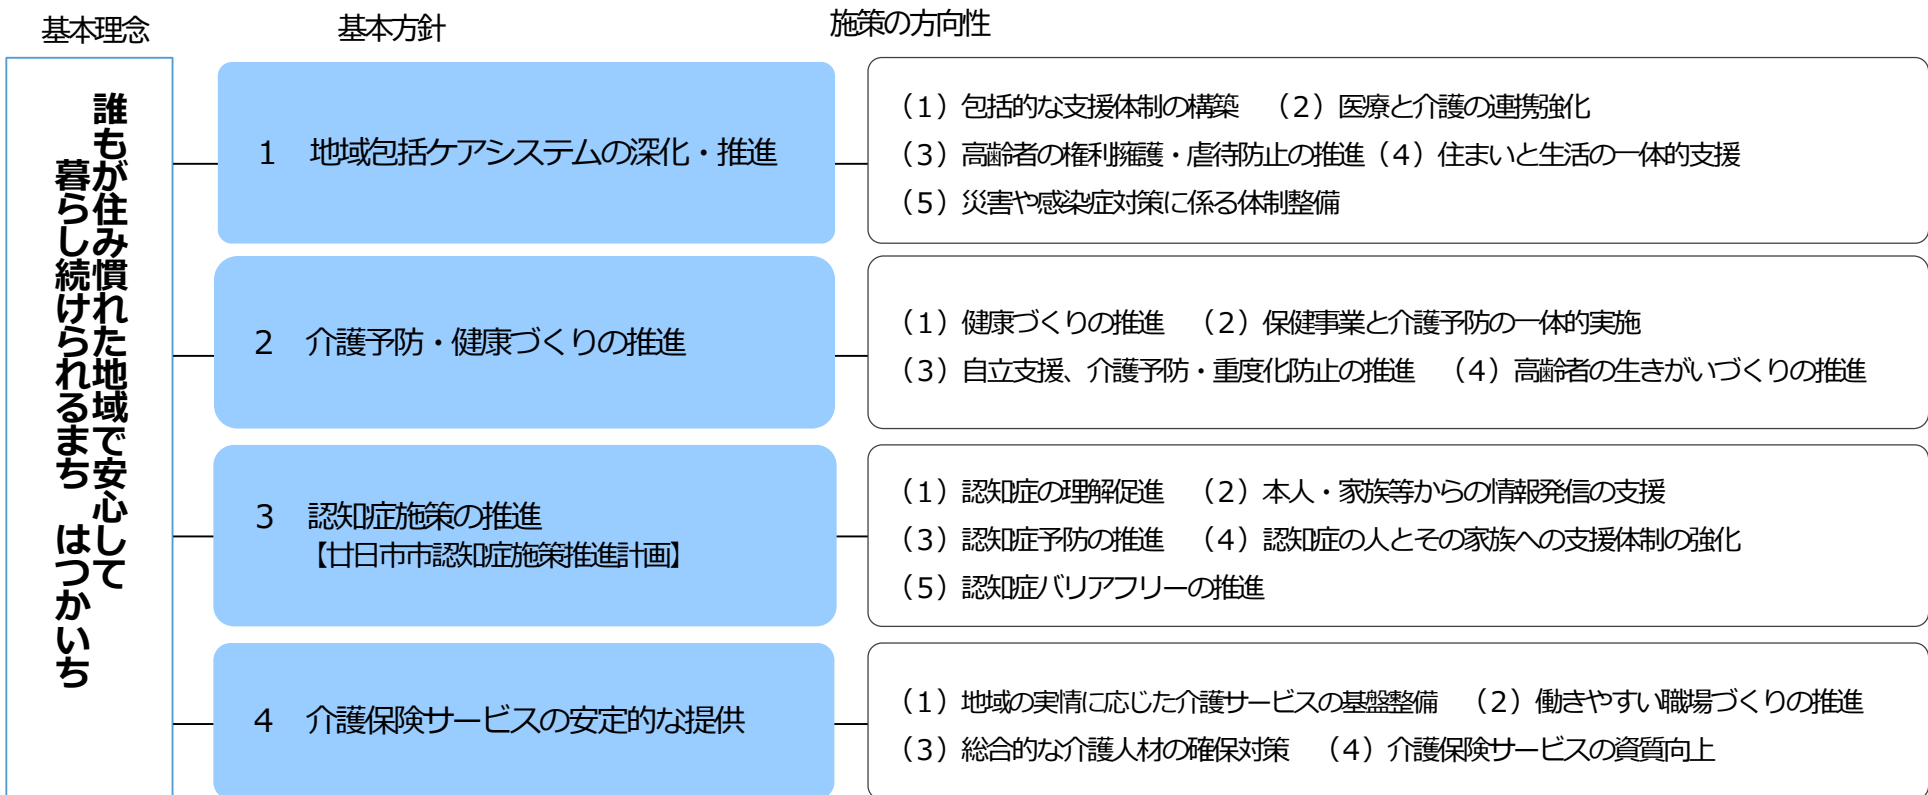 基本理念
基本方針
施策の方向性
誰もが住み慣れた地域で安心して
暮らし続けられるまち はつかいち
1 地域包括ケアシステムの深化・推進
（1）包括的な支援体制の構築 （2）医療と介護の連携強化
（3）高齢者の権利擁護・虐待防止の推進（4）住まいと生活の一体的支援
（5）災害や感染症対策に係る体制整備
2 介護予防・健康づくりの推進
（1）健康づくりの推進 （2）保健事業と介護予防の一体的実施
（3）自立支援、介護予防・重度化防止の推進 （4）高齢者の生きがいづくりの推進
3 認知症施策の推進
【廿日市市認知症施策推進計画】
（1）認知症の理解促進 （2）本人・家族等からの情報発信の支援
（3）認知症予防の推進 （4）認知症の人とその家族への支援体制の強化
（5）認知症バリアフリーの推進
4 介護保険サービスの安定的な提供
（1）地域の実情に応じた介護サービスの基盤整備 （2）働きやすい職場づくりの推進
（3）総合的な介護人材の確保対策 （4）介護保険サービスの資質向上